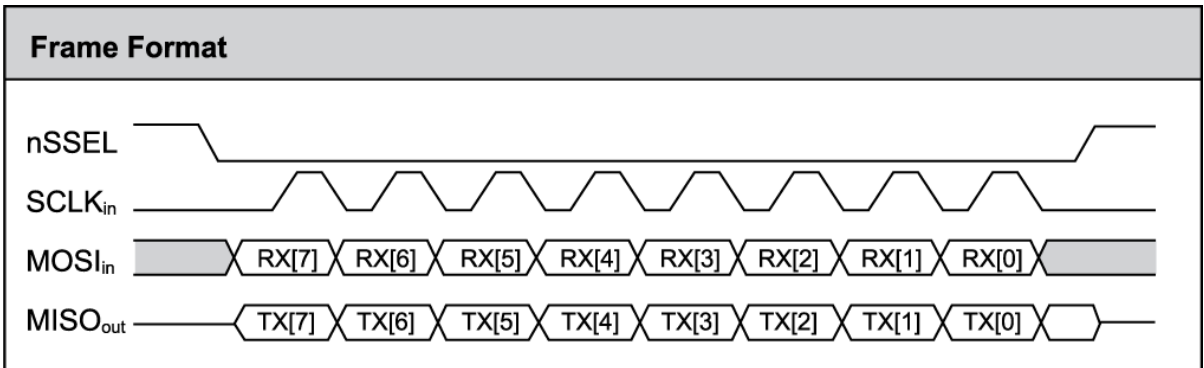 Frame Format
nSSEL
SCLKin
MOSIin RX[7] RX[6] RX[5] RX[4] RX[3] RX[2] RX[1] RX[0]
MISOout TX[7] TX[6] TX[5] TX[4] TX[3] TX[2] TX[1] TX[0]